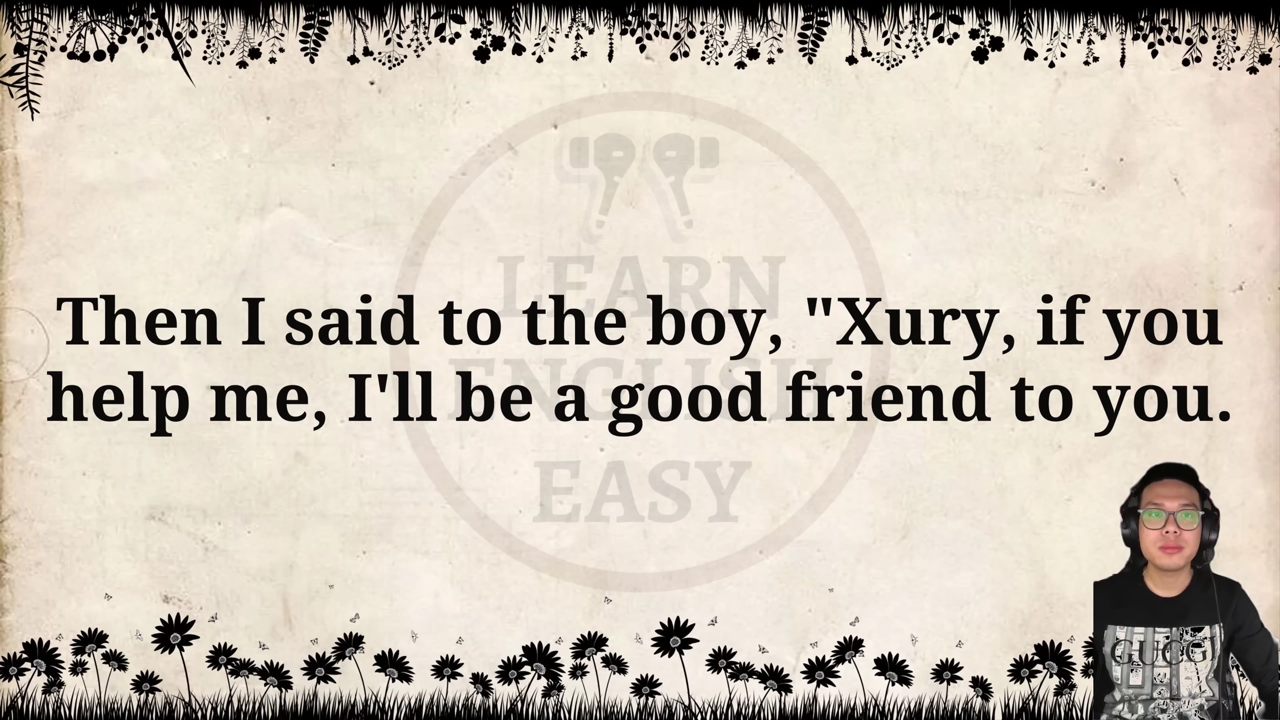 LEARN
Then I said to the boy, "Xury, if you
ENGLISH
help me, I'll be a good friend to you.
EASY
GUCCI